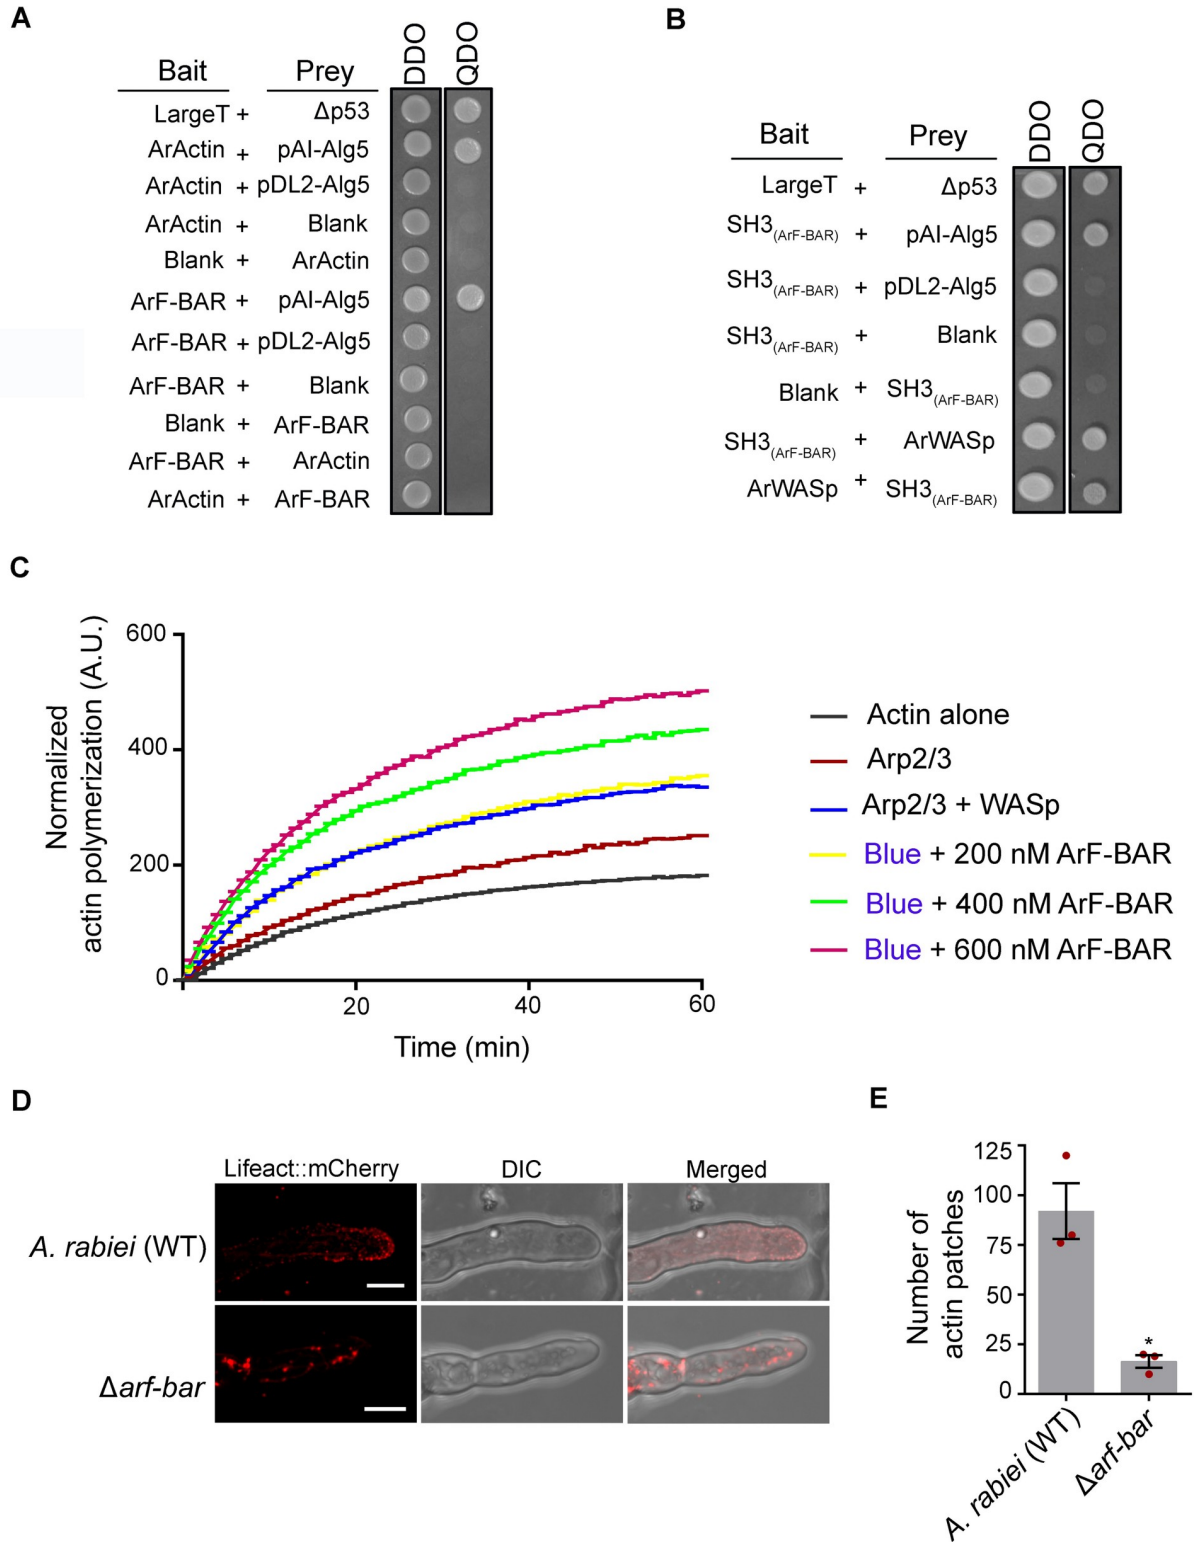 A
Bait Prey DDO QDO
LargeT + Δp53
ArActin + pAI-Alg5
ArActin + pDL2-Alg5
ArActin + Blank
Blank + ArActin
ArF-BAR + pAI-Alg5
ArF-BAR + pDL2-Alg5
ArF-BAR + Blank
Blank + ArF-BAR
ArF-BAR + ArActin
ArActin + ArF-BAR
B
Bait Prey DDO QDO
LargeT + Δp53
SH3(ArF-BAR) + pAI-Alg5
SH3(ArF-BAR) + pDL2-Alg5
SH3(ArF-BAR) + Blank
Blank + SH3(ArF-BAR)
SH3(ArF-BAR) + ArWASp
ArWASp + SH3(ArF-BAR)
C
Normalized
actin polymerization (A.U.)
600
400
200
0
20 40 60
Time (min)
Actin alone
Arp2/3
Arp2/3 + WASp
Blue + 200 nM ArF-BAR
Blue + 400 nM ArF-BAR
Blue + 600 nM ArF-BAR
D
Lifeact::mCherry DIC Merged
A. rabiei (WT)
Δarf-bar
E
Number of
actin patches
125
100
75
50
25
0
*
A. rabiei (WT)
Δarf-bar